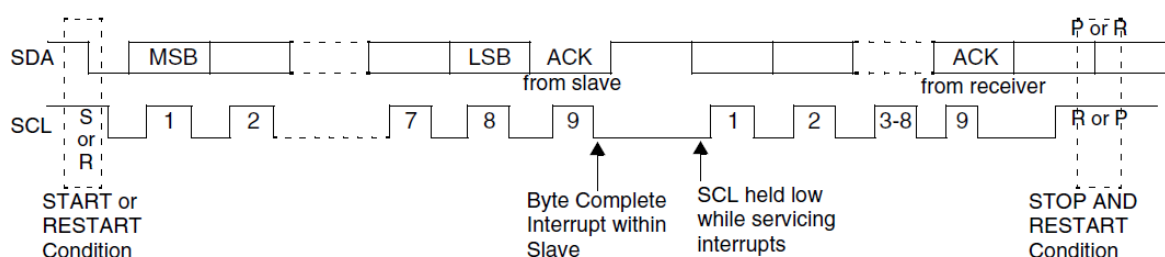 P or R
SDA MSB LSB ACK ACK
from slave from receiver
SCL S or R 1 2 7 8 9 1 2 3-8 9 R or P
START or
RESTART
Condition
Byte Complete
Interrupt within
Slave
SCL held low
while servicing
interrupts
STOP AND
RESTART
Condition